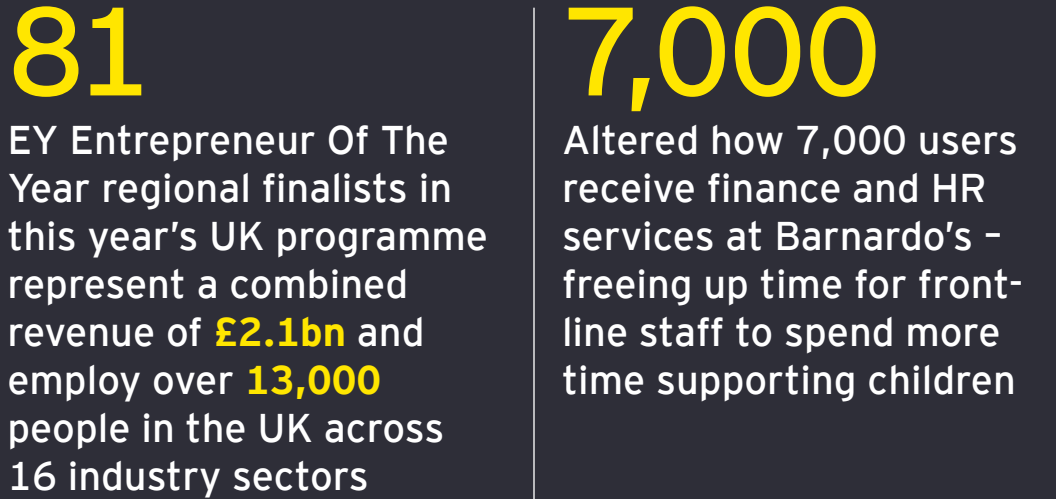 81
EY Entrepreneur Of The
Year regional finalists in
this year’s UK programme
represent a combined
revenue of £2.1bn and
employ over 13,000
people in the UK across
16 industry sectors
7,000
Altered how 7,000 users
receive finance and HR
services at Barnardo’s –
freeing up time for front-
line staff to spend more
time supporting children